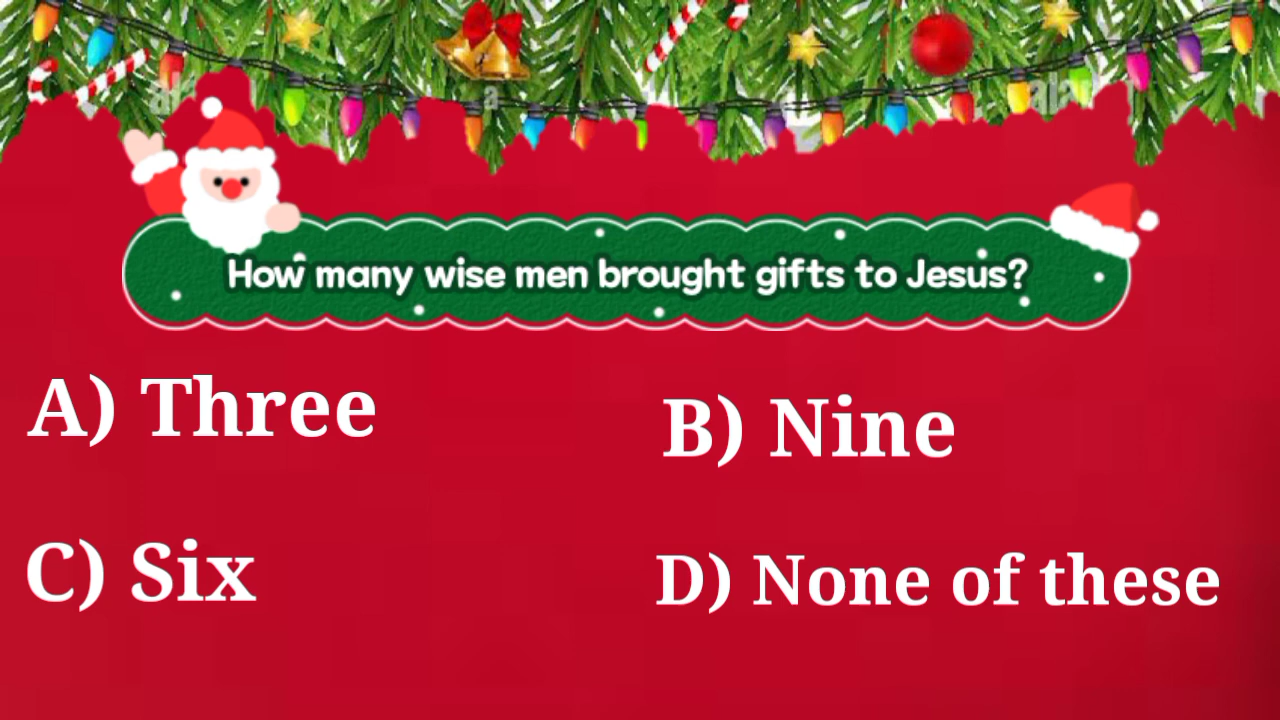 How many wise men brought gifts to Jesus?
A) Three
B) Nine
C) Six
D) None of these